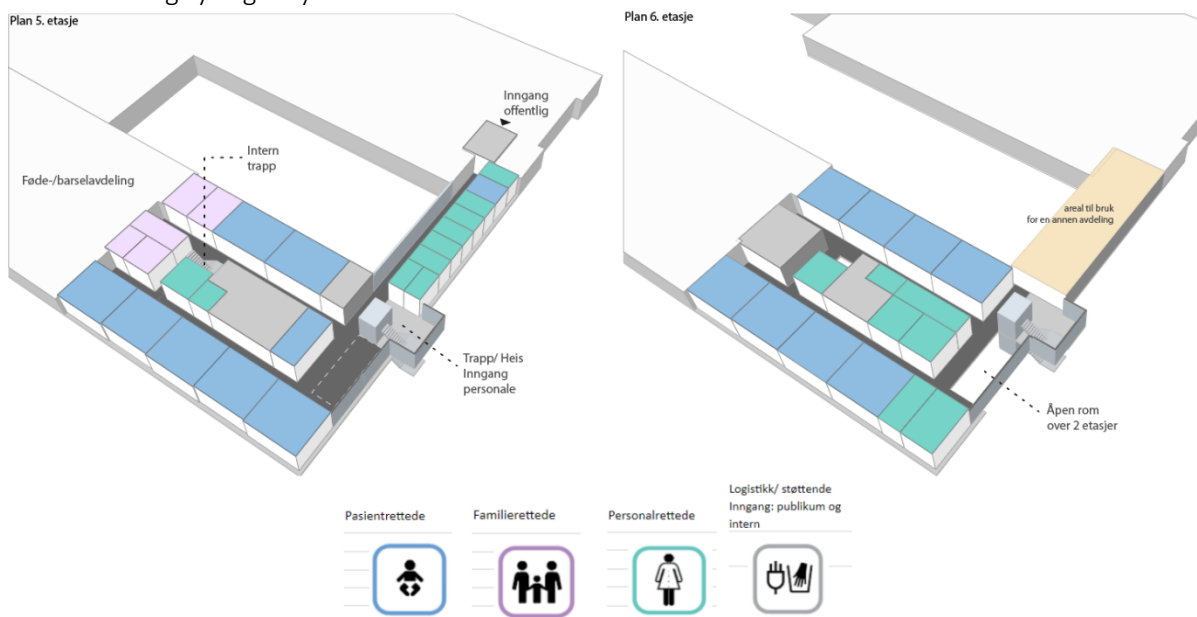 Plan 5. etasje
Plan 6. etasje
Inngang
offentlig
Intern
trapp
Føde-/barselavdeling
areal til bruk
for en annen avdeling
Trapp/ Heis
Inngang
personale
Åpen rom
over 2 etasjer
Logistikk/ støttende
Inngang: publikum og
intern
Pasientrettede
Familierettede
Personalrettede